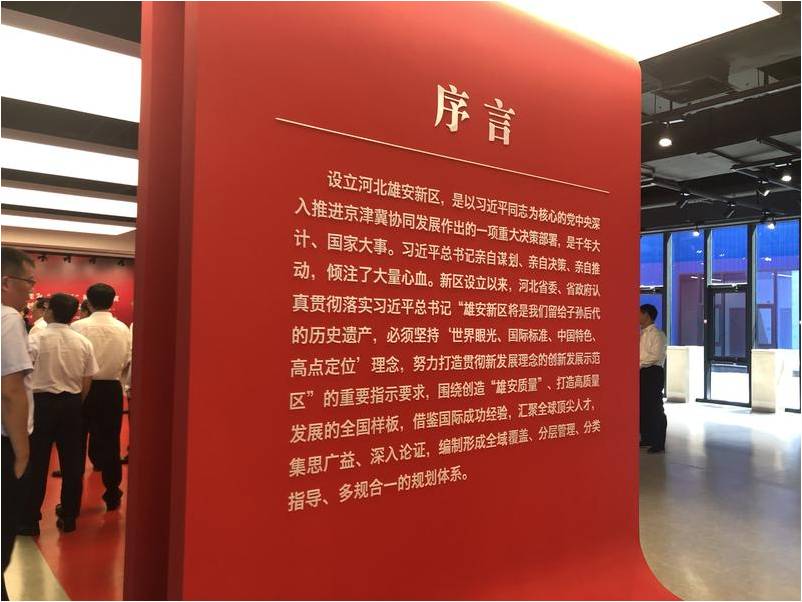 序言
设立河北雄安新区，是以习近平同志为核心的党中央深
入推进京津冀协同发展作出的一项重大决策部署，是千年大
计、国家大事。习近平总书记亲自谋划、亲自决策、亲自推
动，倾注了大量心血。新区设立以来，河北省委、省政府认
真贯彻落实习近平总书记“雄安新区将是我们留给子孙后代
的历史遗产，必须坚持‘世界眼光、国际标准、中国特色、
高点定位’理念，努力打造贯彻新发展理念的创新发展示范
区”的重要指示要求，围绕创造“雄安质量”、打造高质量
发展的全国样板，借鉴国际成功经验，汇聚全球顶尖人才，
集思广益、深入论证，编制形成全域覆盖、分层管理、分类
指导、多规合一的规划体系。